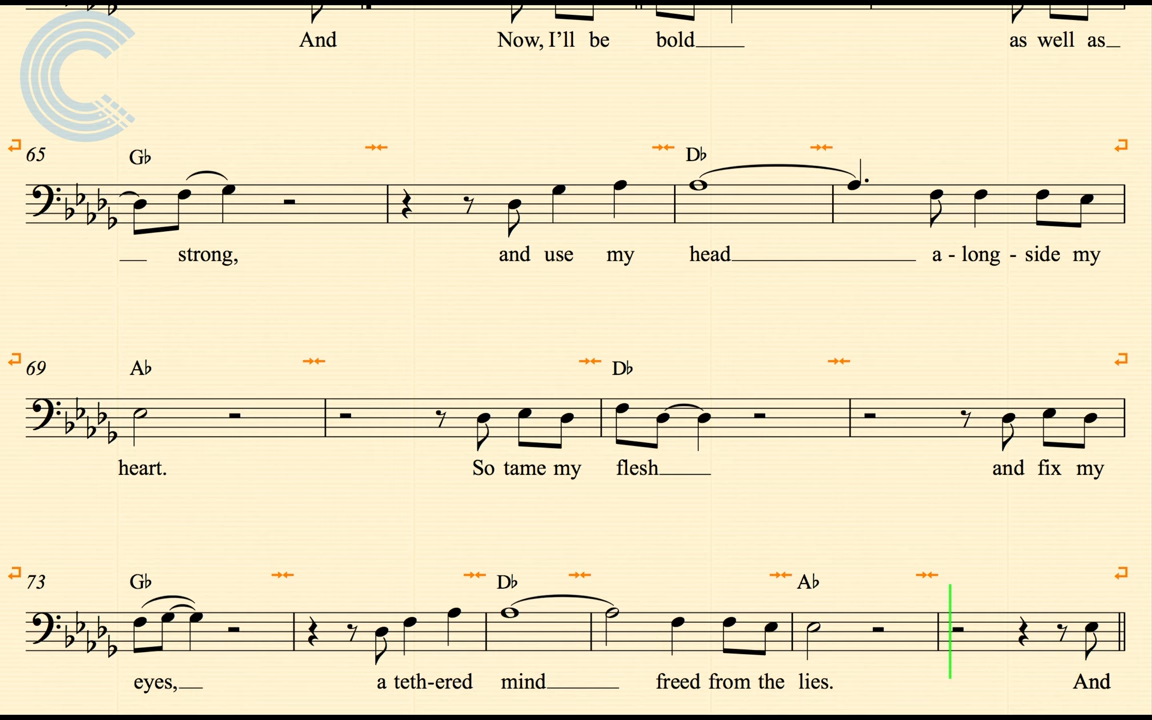 And Now, I’ll be bold as well as
65 G♭ D♭
strong, and use my head a - long - side my
69 A♭ D♭
heart. So tame my flesh and fix my
73 G♭ D♭ A♭
eyes, a teth-ered mind freed from the lies. And